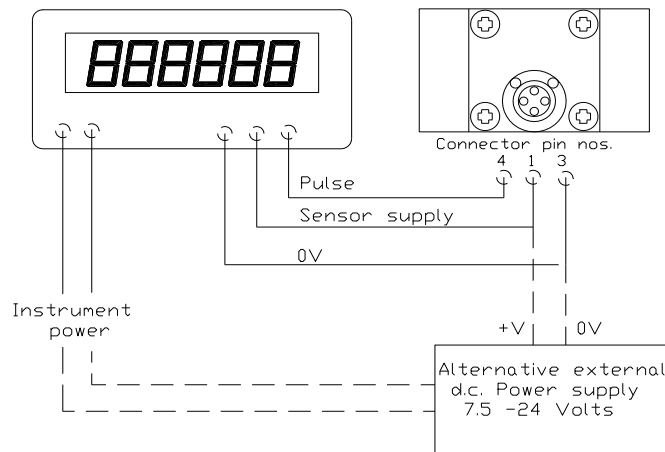 888888
Connector pin nos.
4 1 3
Pulse
Sensor supply
0V
Instrument
power
+V 0V
Alternative external
d.c. Power supply
7.5 -24 Volts